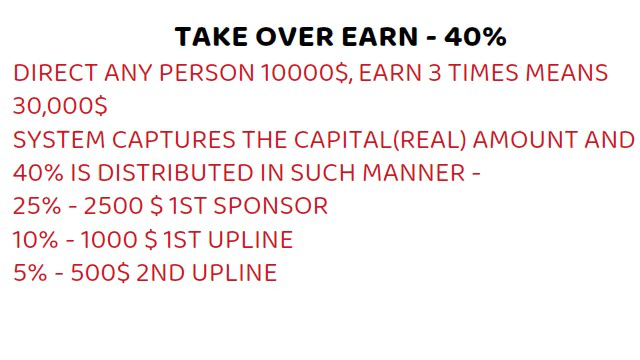 TAKE OVER EARN - 40%
DIRECT ANY PERSON 10000$, EARN 3 TIMES MEANS
30,000$
SYSTEM CAPTURES THE CAPITAL(REAL) AMOUNT AND
40% IS DISTRIBUTED IN SUCH MANNER -
25% - 2500 $ 1ST SPONSOR
10% - 1000 $ 1ST UPLINE
5% - 500$ 2ND UPLINE